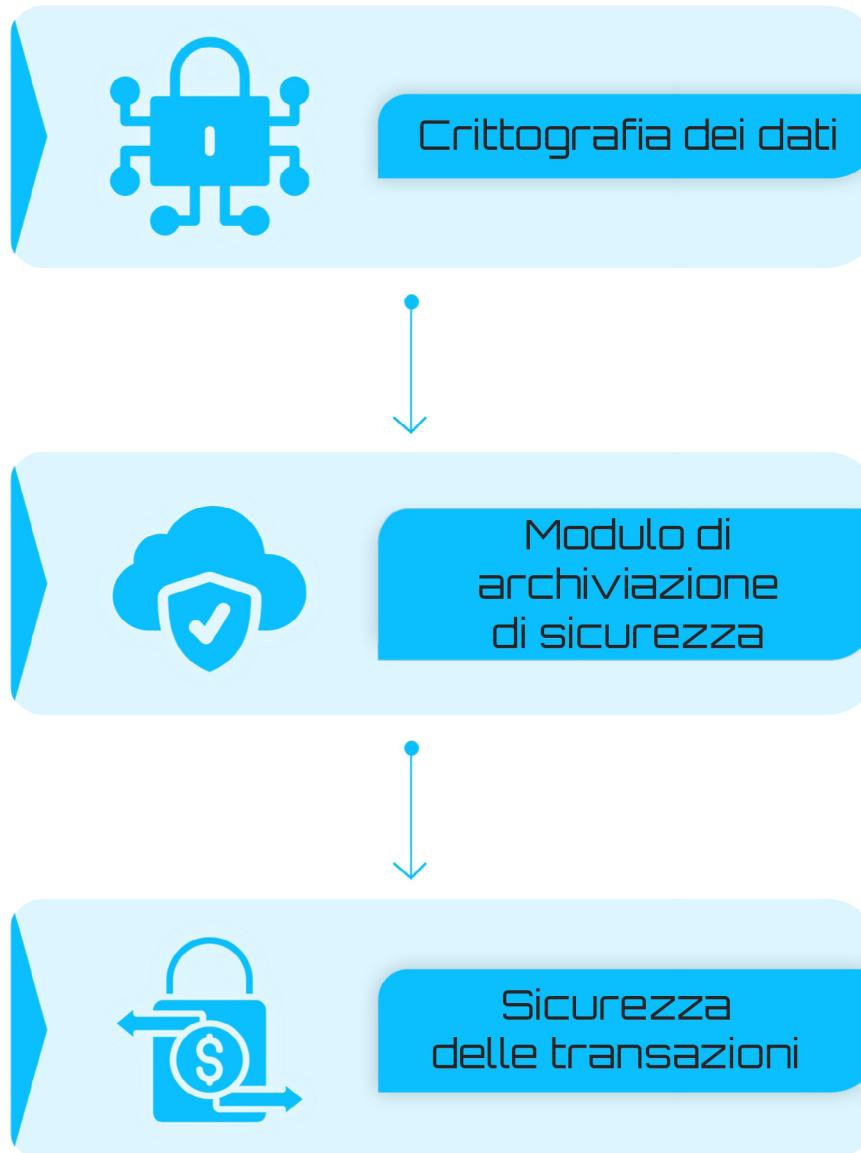 Crittografia dei dati
Modulo di
archiviazione
di sicurezza
Sicurezza
delle transazioni